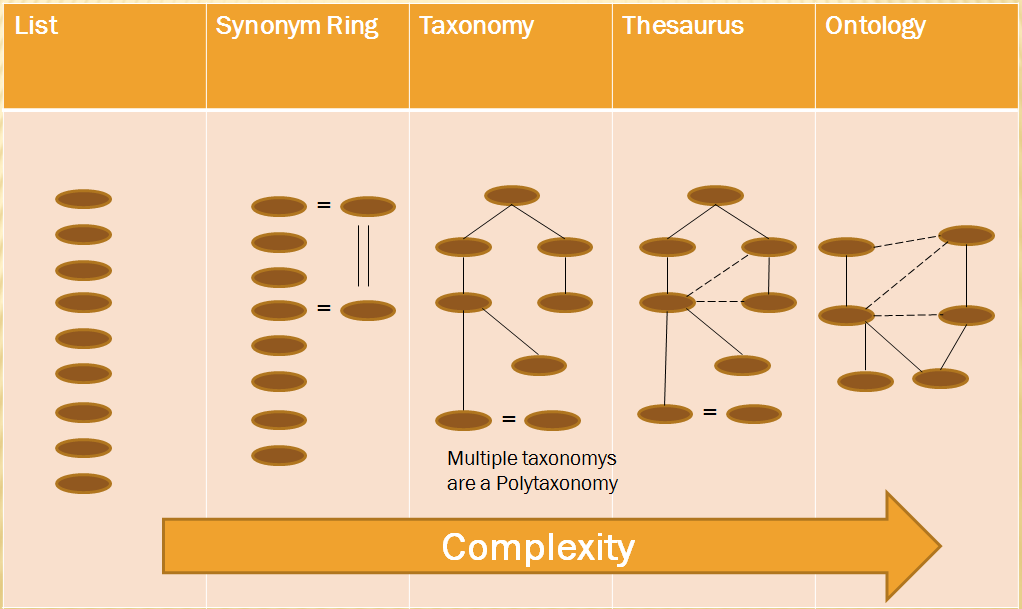 List
Synonym Ring
Taxonomy
Thesaurus
Ontology
=
=
=
=
Multiple taxonomys
are a Polytaxonomy
Complexity